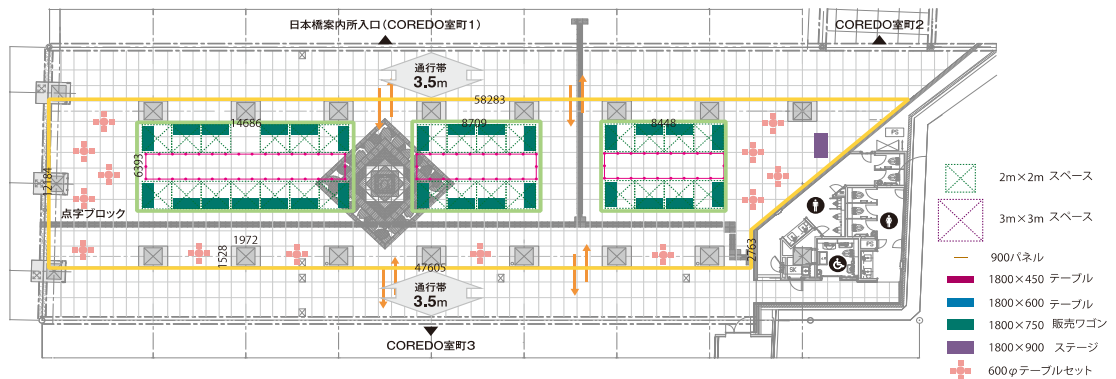 日本橋案内所入口（COREDO室町1）
COREDO室町2
通行帯
3.5m
58283
14686
8709
8448
6393
12184
PS
点字ブロック
1972
1528
47605
2763
PS
SK
通行帯
3.5m
COREDO室町3
2m×2m スペース
3m×3m スペース
900パネル
1800×450 テーブル
1800×600 テーブル
1800×750 販売ワゴン
1800×900 ステージ
600φテーブルセット